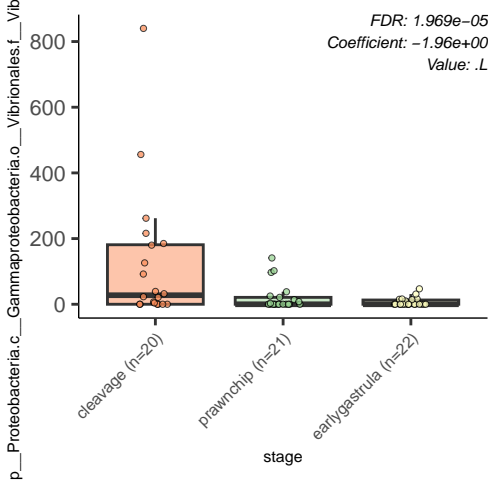 p__Proteobacteria.c__Gammaproteobacteria.o__Vibrionales.f__Vib
FDR: 1.969e−05
Coefficient: −1.96e+00
Value: .L
800
600
400
200
0
cleavage (n=20)
prawnchip (n=21)
earlygastrula (n=22)
stage